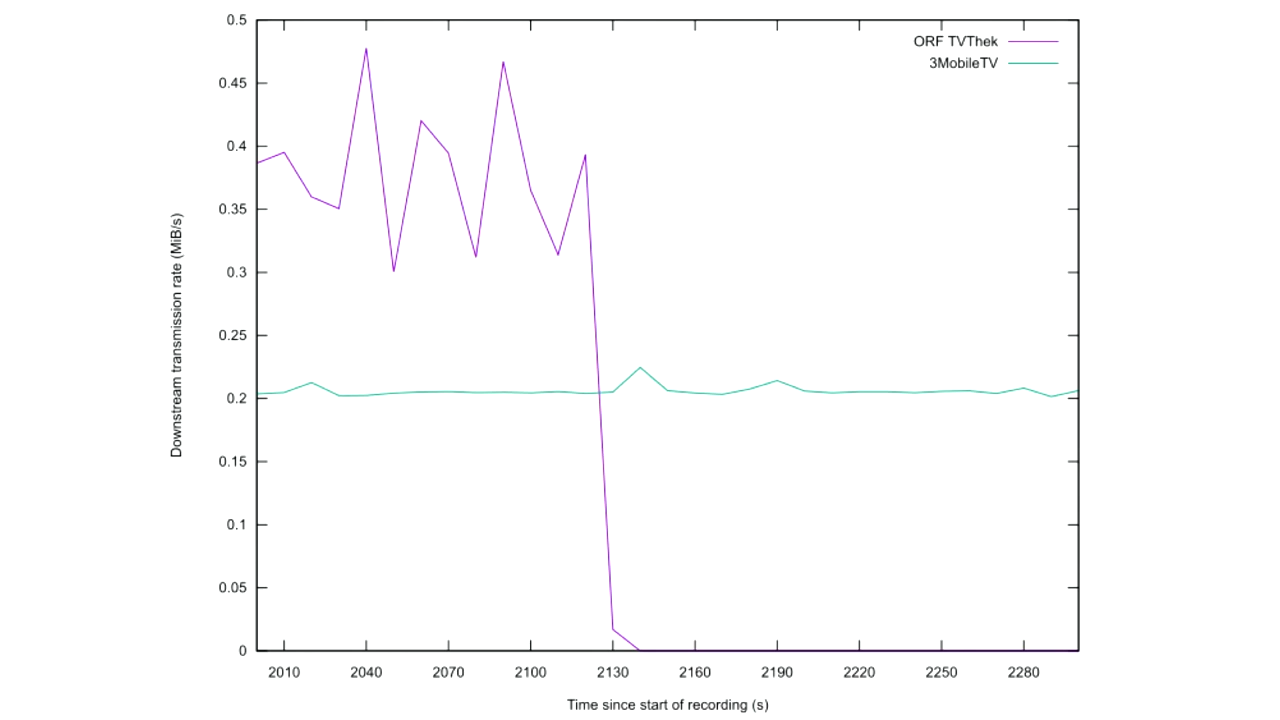 0.5
ORF TVThek
3MobileTV
0.45
0.4
0.35
0.3
0.25
0.2
0.15
0.1
0.05
0
Downstream transmission rate (MiB/s)
2010 2040 2070 2100 2130 2160 2190 2220 2250 2280
Time since start of recording (s)